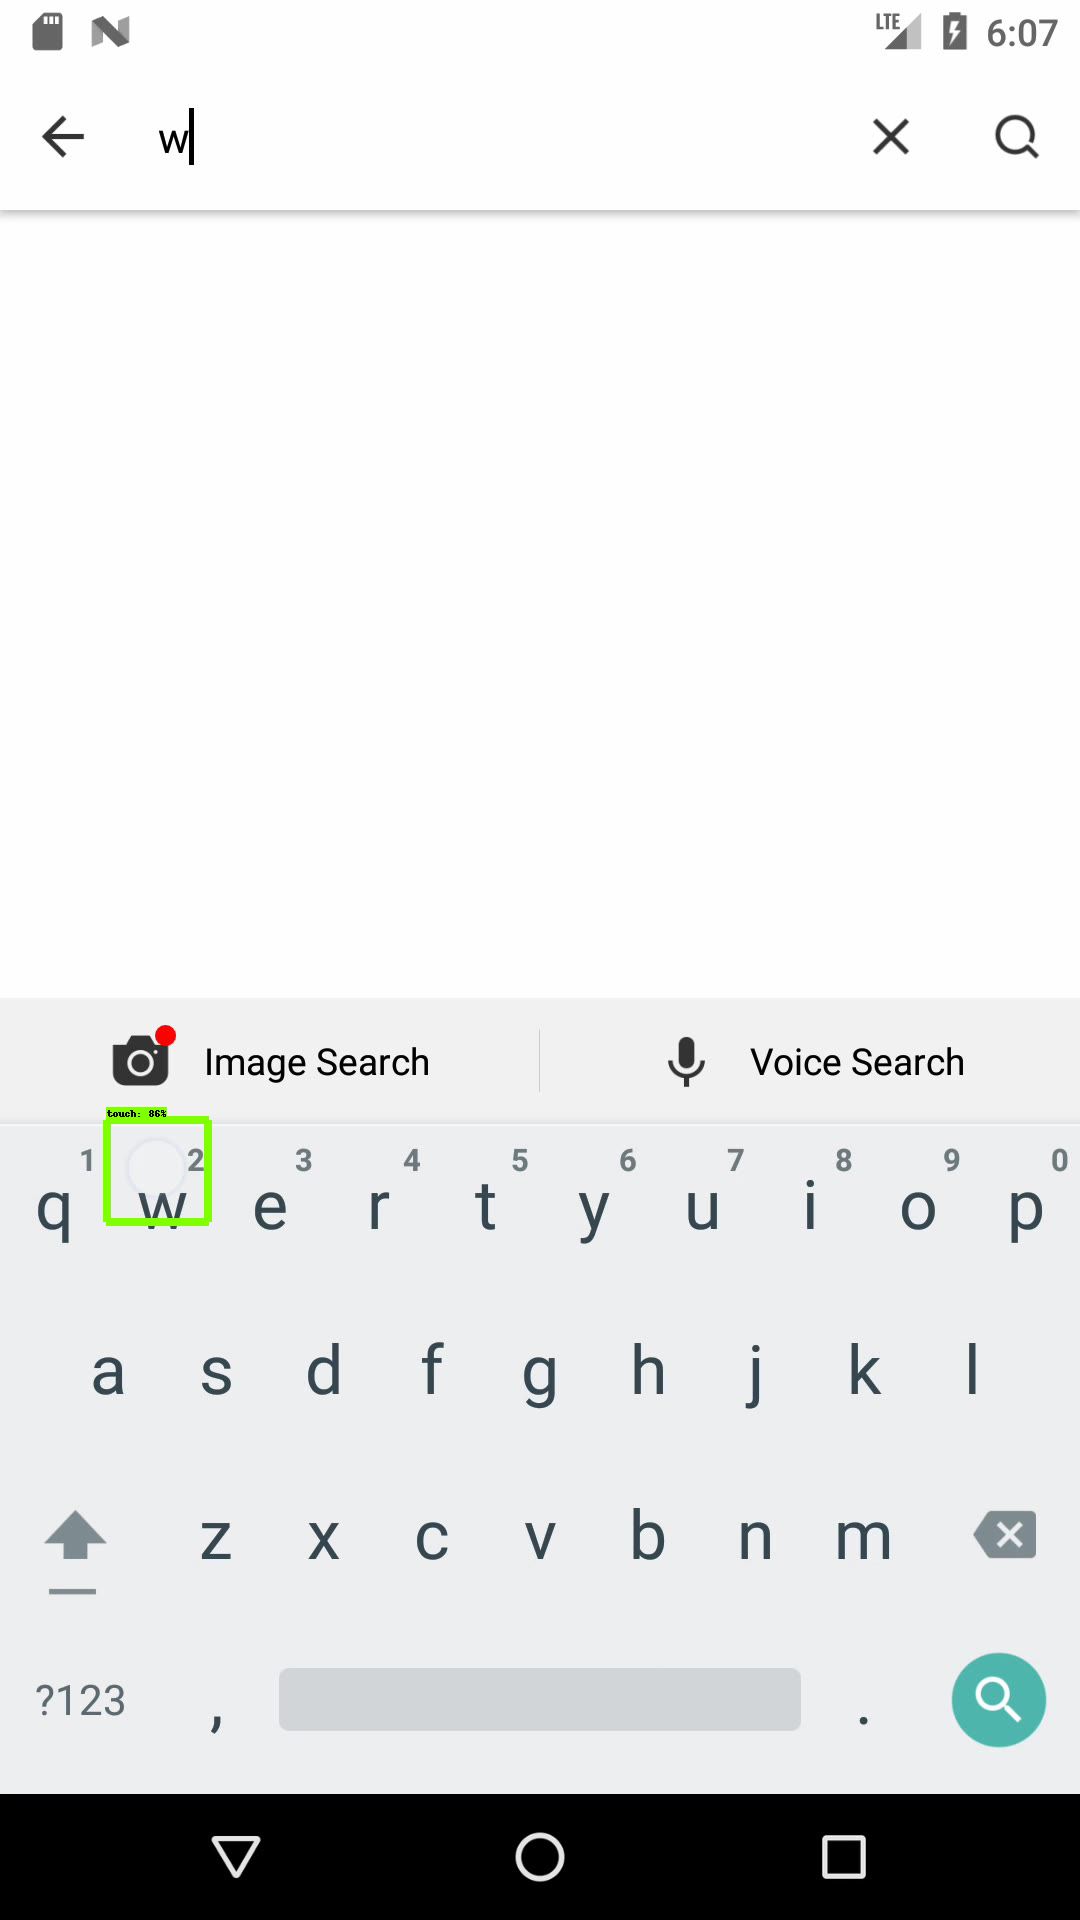 LTE 6:07
w
Image Search Voice Search
touch: 86%
1 2 3 4 5 6 7 8 9 0
q w e r t y u i o p
a s d f g h j k l
z x c v b n m
?123 , .